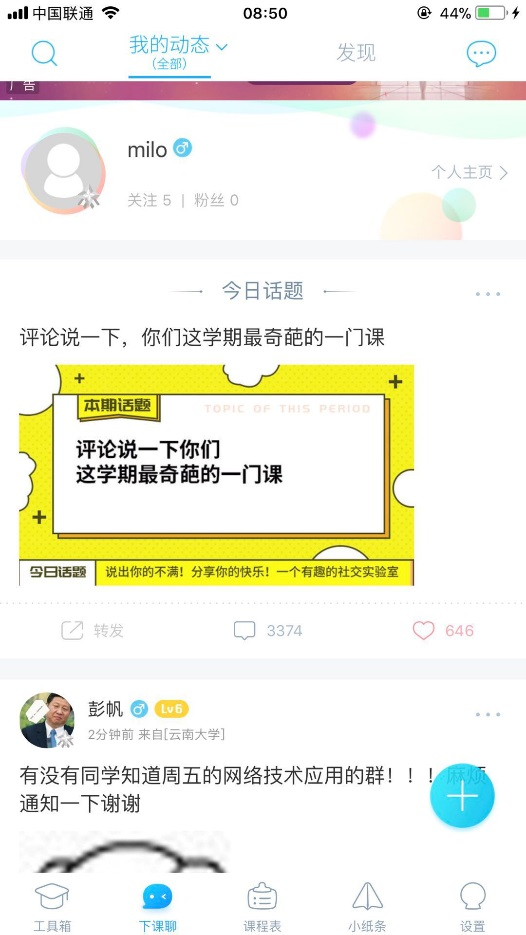 中国联通
08:50
44%
我的动态
(全部)
发现
广告
milo
关注 5 | 粉丝 0
个人主页
今日话题
评论说一下，你们这学期最奇葩的一门课
本期话题
TOPIC OF THIS PERIOD
评论说一下你们
这学期最奇葩的一门课
今日话题
说出你的不满！分享你的快乐！一个有趣的社交实验室
转发
3374
646
彭帆
Lv6
2分钟前 来自[云南大学]
有没有同学知道周五的网络技术应用的群！！！麻烦
通知一下谢谢
工具箱
下课聊
课程表
小纸条
设置